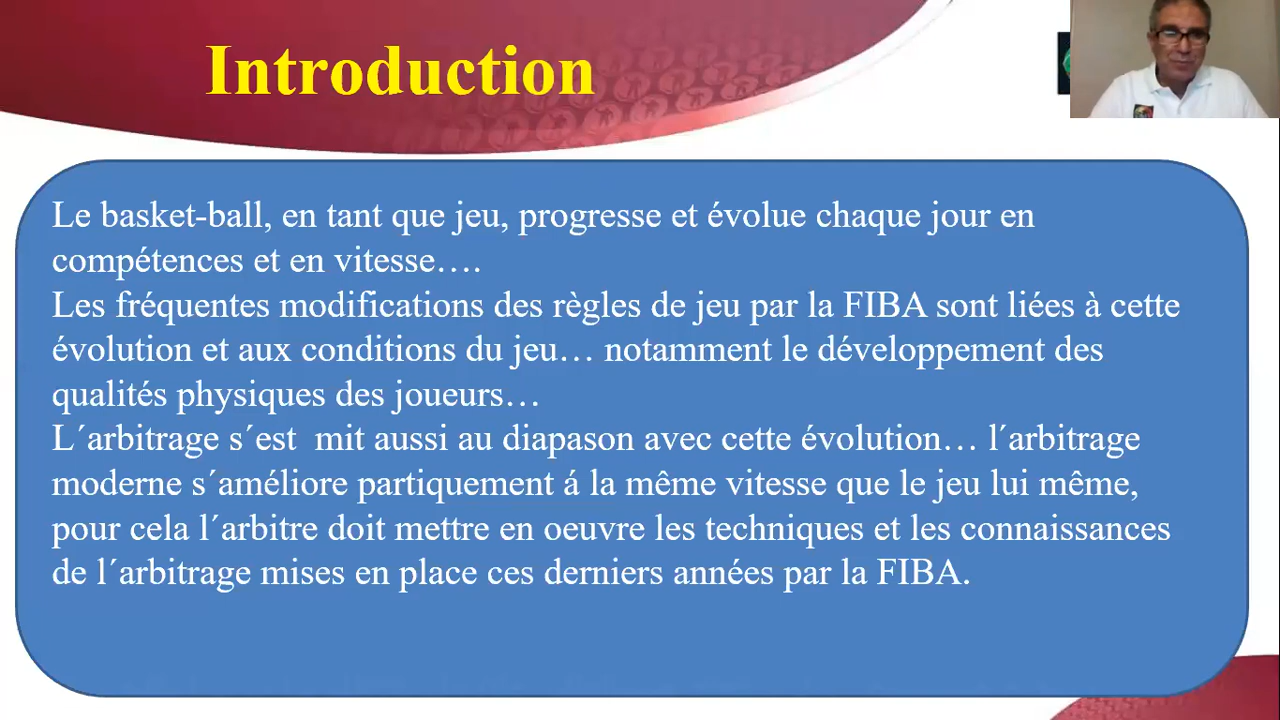 Introduction
Le basket-ball, en tant que jeu, progresse et évolue chaque jour en
compétences et en vitesse….
Les fréquentes modifications des règles de jeu par la FIBA sont liées à cette
évolution et aux conditions du jeu… notamment le développement des
qualités physiques des joueurs…
L´arbitrage s´est  mit aussi au diapason avec cette évolution… l´arbitrage
moderne s´améliore partiquement á la même vitesse que le jeu lui même,
pour cela l´arbitre doit mettre en oeuvre les techniques et les connaissances
de l´arbitrage mises en place ces derniers années par la FIBA.